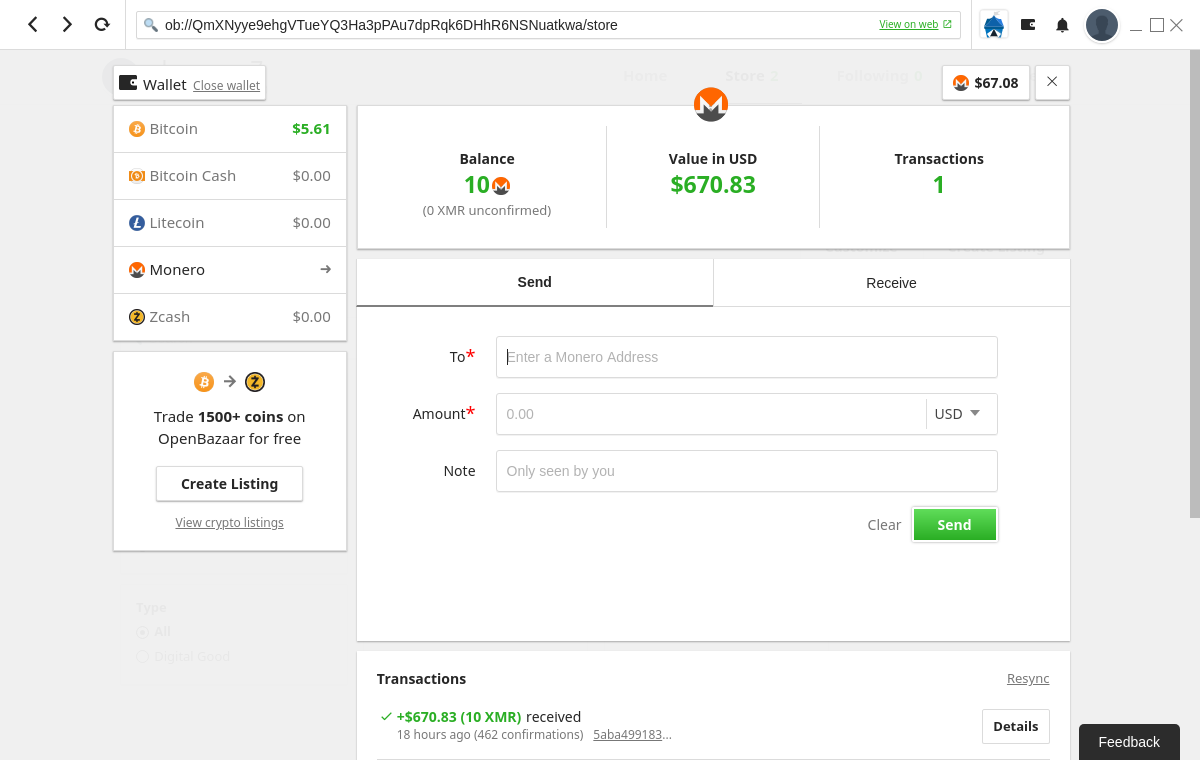 ob://QmXNyye9ehgVTueYQ3Ha3pPAu7dpRqk6DHhR6NSNuatkwa/store
View on web
Home
Store 3
Following 0
Wallet
Close wallet
$67.08
Bitcoin
$5.61
Bitcoin Cash
$0.00
Litecoin
$0.00
Monero
Zcash
$0.00
Balance
10
(0 XMR unconfirmed)
Value in USD
$670.83
Transactions
1
Trade 1500+ coins on
OpenBazaar for free
Create Listing
View crypto listings
Type
All
Digital Good
Send
Receive
To*
Enter a Monero Address
Amount*
0.00
USD
Note
Only seen by you
Clear
Send
Transactions
Resync
+$670.83 (10 XMR) received
18 hours ago (462 confirmations)
5aba499183...
Details
Feedback